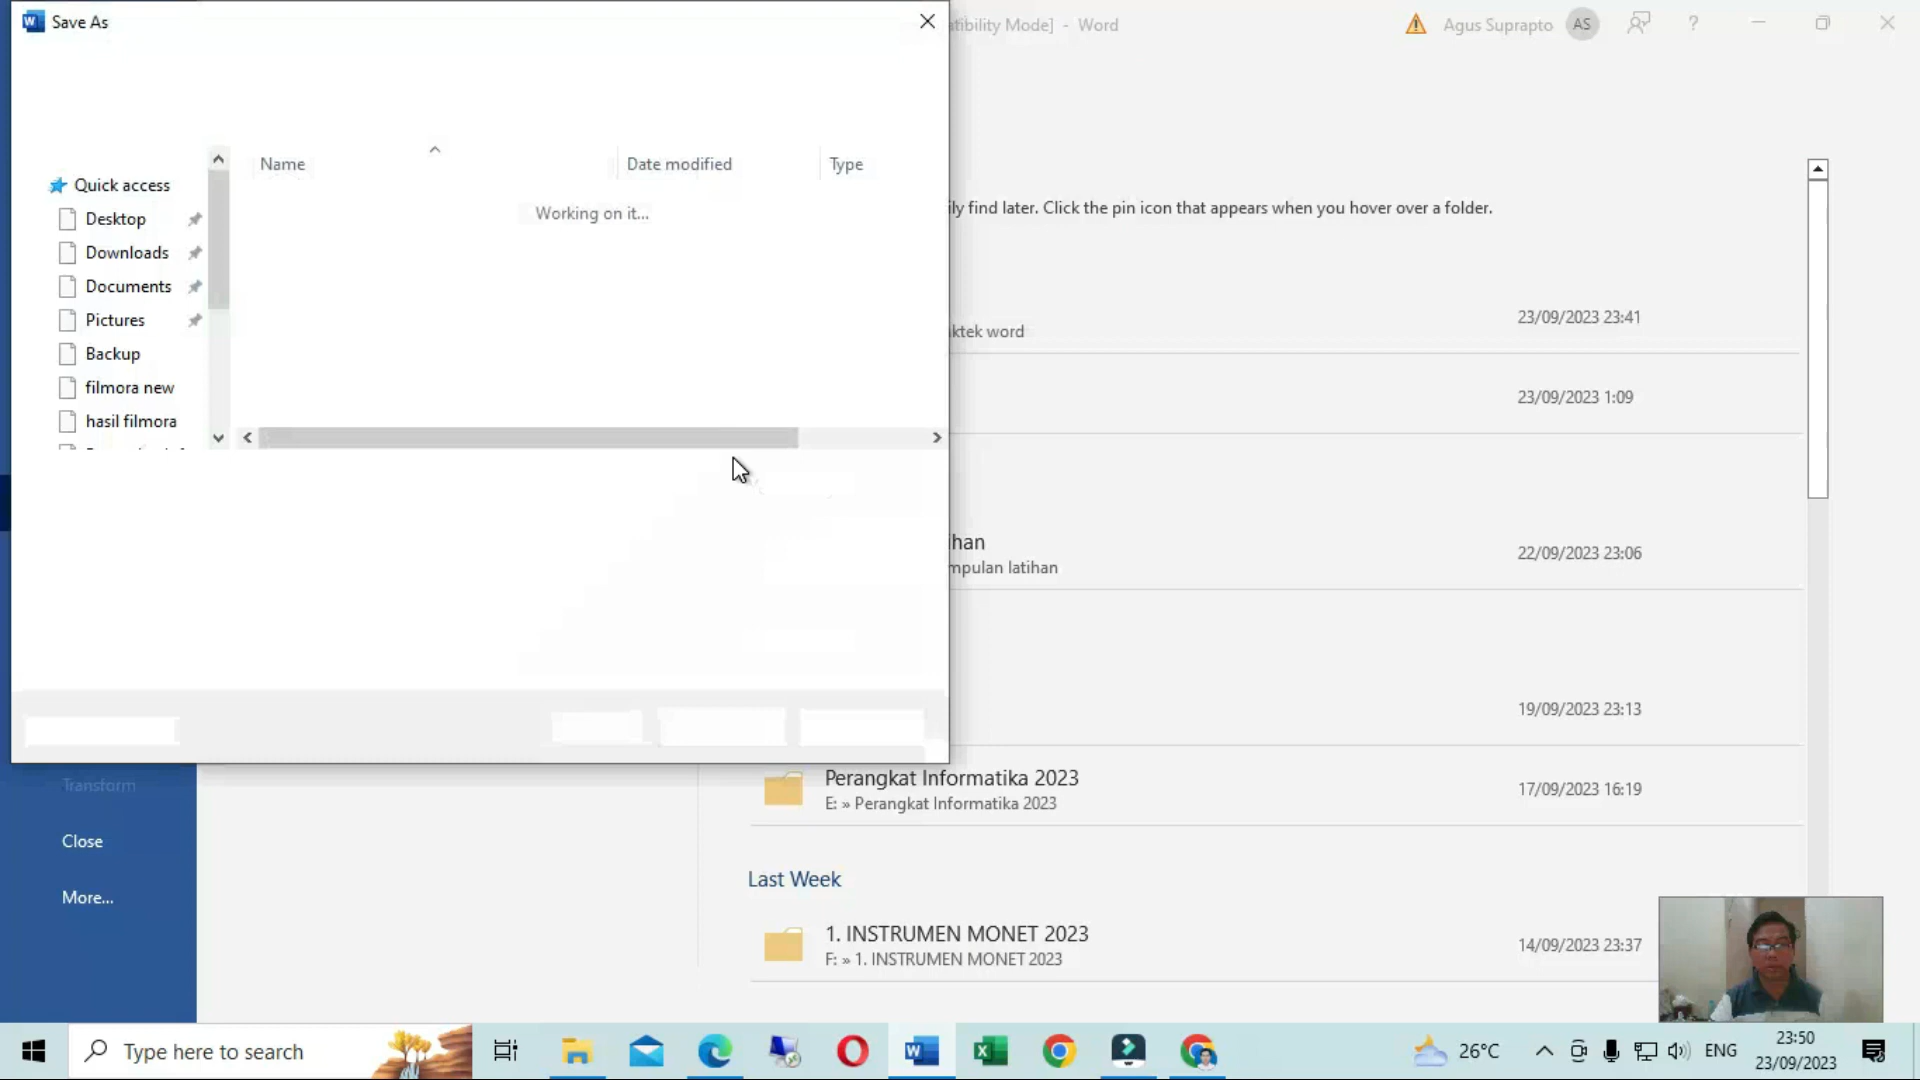 Save As
atibility Mode] - Word
Agus Suprapto
AS
?
Name
Date modified
Type
Working on it...
Quick access
Desktop
Downloads
Documents
Pictures
Backup
filmora new
hasil filmora
ly find later. Click the pin icon that appears when you hover over a folder.
23/09/2023 23:41
ktek word
23/09/2023 1:09
ihan
22/09/2023 23:06
mpulan latihan
19/09/2023 23:13
Transform
Close
More...
Perangkat Informatika 2023
E: » Perangkat Informatika 2023
17/09/2023 16:19
Last Week
1. INSTRUMEN MONET 2023
F: » 1. INSTRUMEN MONET 2023
14/09/2023 23:37
Type here to search
26°C
ENG
23:50
23/09/2023